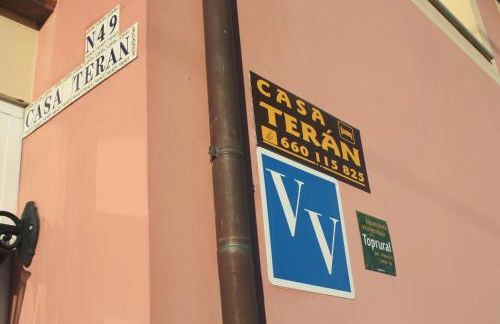 N49
CASA TERAN
CASA
TERÁN
660 115 825
VV
Toprural